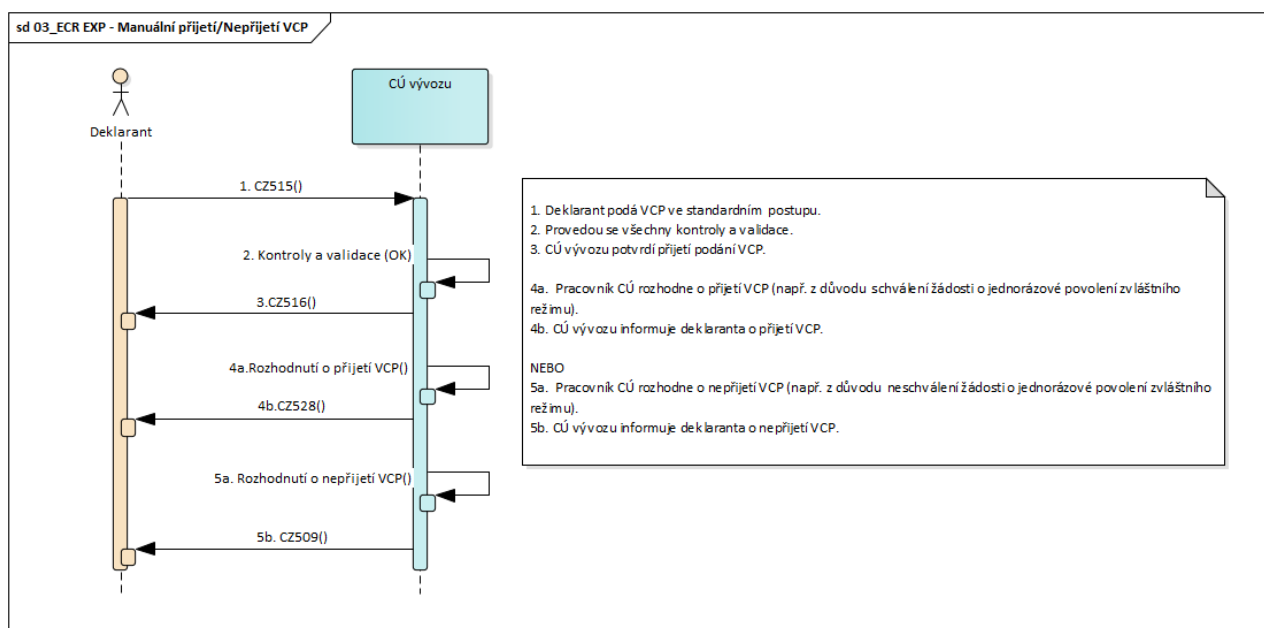 sd 03_ECR EXP - Manuální přijetí/Nepřijetí VCP
CÚ vývozu
Deklarant
1. CZ515()
2. Kontroly a validace (OK)
3.CZ516()
4a.Rozhodnutí o přijetí VCP()
4b.CZ528()
5a. Rozhodnutí o nepřijetí VCP()
5b. CZ509()
1. Deklarant podá VCP ve standardním postupu.
2. Provedou se všechny kontroly a validace.
3. CÚ vývozu potvrdí přijetí podání VCP.
4a. Pracovník CÚ rozhodne o přijetí VCP (např. z důvodu schválení žádosti o jednorázové povolení zvláštního
režimu).
4b. CÚ vývozu informuje deklaranta o přijetí VCP.
NEBO
5a. Pracovník CÚ rozhodne o nepřijetí VCP (např. z důvodu neschválení žádosti o jednorázové povolení zvláštního
režimu).
5b. CÚ vývozu informuje deklaranta o nepřijetí VCP.